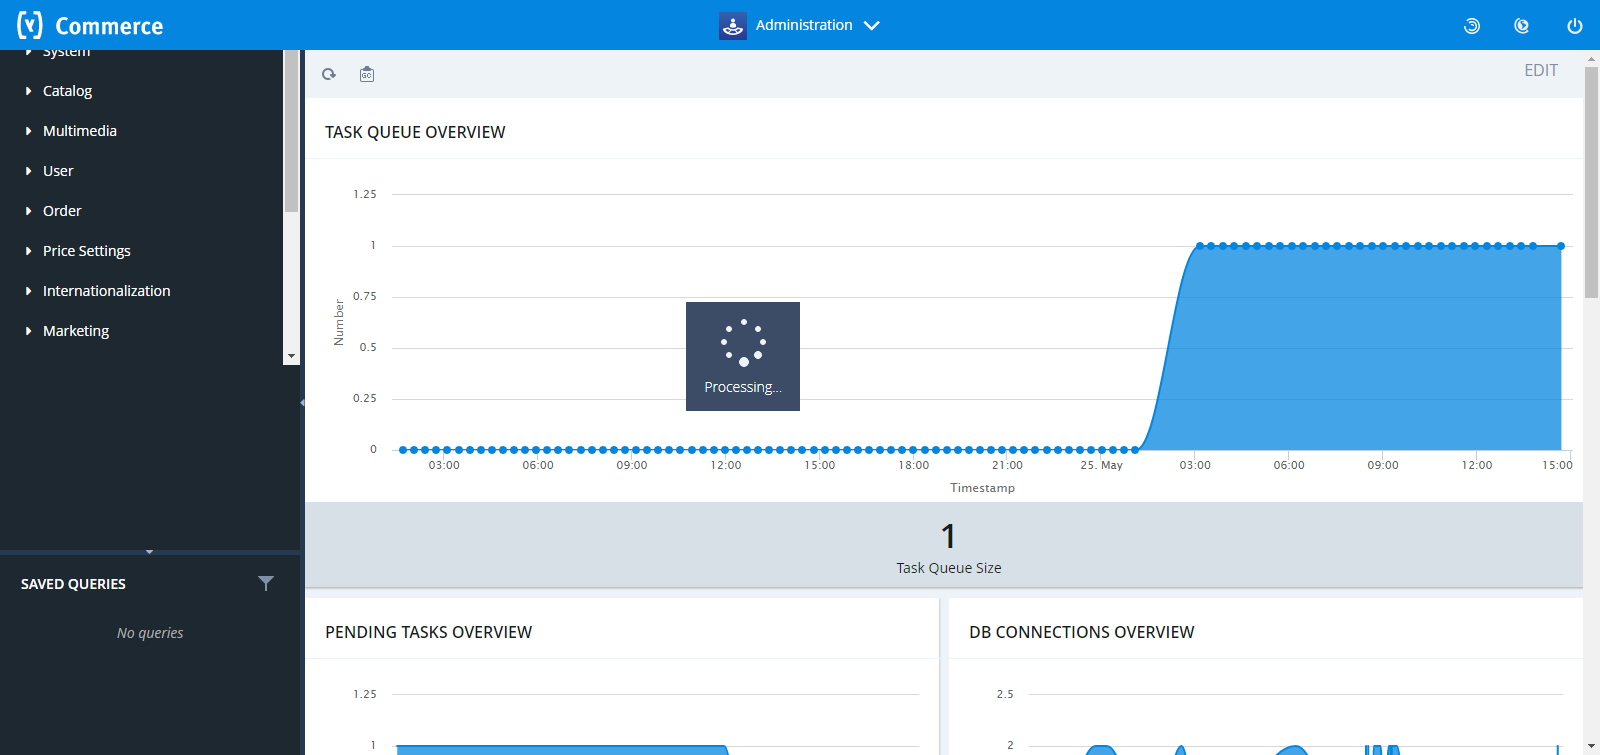 Commerce
Administration
System
Catalog
Multimedia
User
Order
Price Settings
Internationalization
Marketing
SAVED QUERIES
No queries
GC
EDIT
TASK QUEUE OVERVIEW
1.25
1
0.75
0.5
0.25
0
Number
Processing...
03:00 06:00 09:00 12:00 15:00 18:00 21:00 25. May 03:00 06:00 09:00 12:00 15:00
Timestamp
1
Task Queue Size
PENDING TASKS OVERVIEW
1.25
1
DB CONNECTIONS OVERVIEW
2.5
2